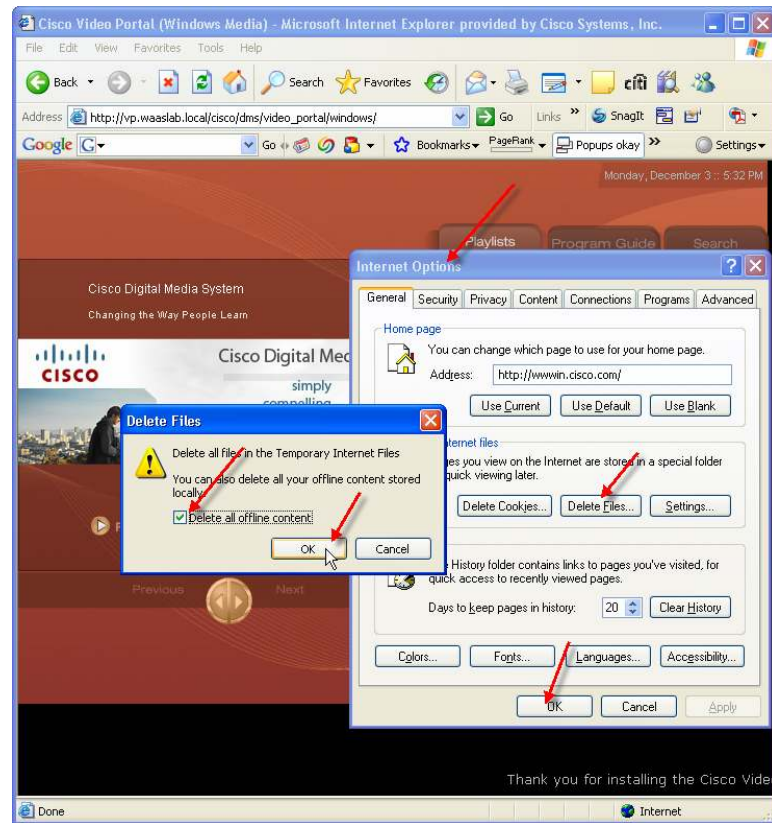 Cisco Video Portal (Windows Media) - Microsoft Internet Explorer provided by Cisco Systems, Inc.
File Edit View Favorites Tools Help
Back Search Favorites citi
Address http://vp.waaslab.local/cisco/dms/video_portal/windows/ Go Links » SnagIt
Google G Go Bookmarks PageRank Popups okay » Settings
Monday, December 3 :: 5:32 PM
Playlists Program Guide Search
Cisco Digital Media System
Changing the Way People Learn
CISCO
Cisco Digital Med
simply
compelling
Previous Next
Internet Options
General Security Privacy Content Connections Programs Advanced
Home page
You can change which page to use for your home page.
Address: http://wwwin.cisco.com/
Use Current Use Default Use Blank
ternet files
ges you view on the Internet are stored in a special folder
quick viewing later.
Delete Cookies... Delete Files... Settings...
History folder contains links to pages you've visited, for
quick access to recently viewed pages.
Days to keep pages in history: 20 Clear History
Colors... Fonts... Languages... Accessibility...
OK Cancel Apply
Delete Files
Delete all files in the Temporary Internet Files
You can also delete all your offline content stored
locally.
Delete all offline content
OK Cancel
Thank you for installing the Cisco Vide
Done Internet